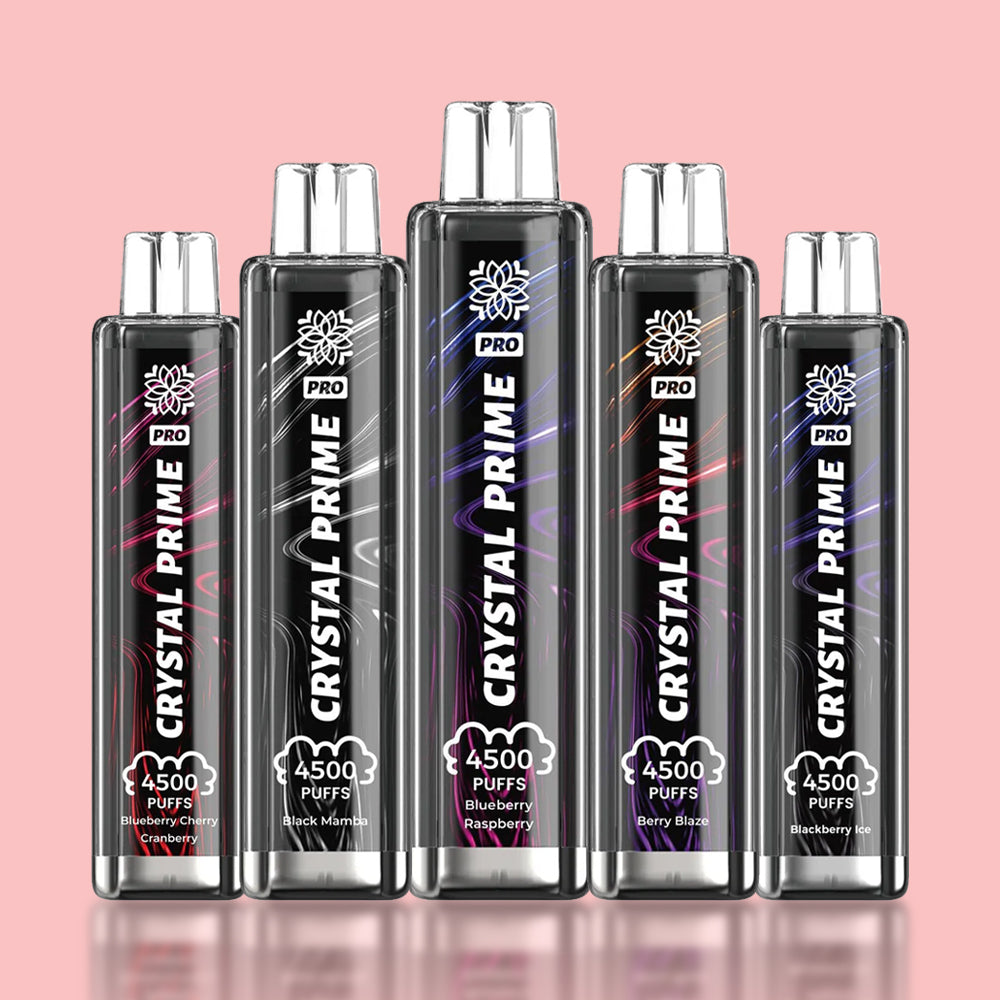 PRO
CRYSTAL PRIME
4500
PUFFS
Blueberry Cherry
Cranberry
PRO
CRYSTAL PRIME
4500
PUFFS
Black Mamba
PRO
CRYSTAL PRIME
4500
PUFFS
Blueberry
Raspberry
PRO
CRYSTAL PRIME
4500
PUFFS
Berry Blaze
PRO
CRYSTAL PRIME
4500
PUFFS
Blackberry Ice